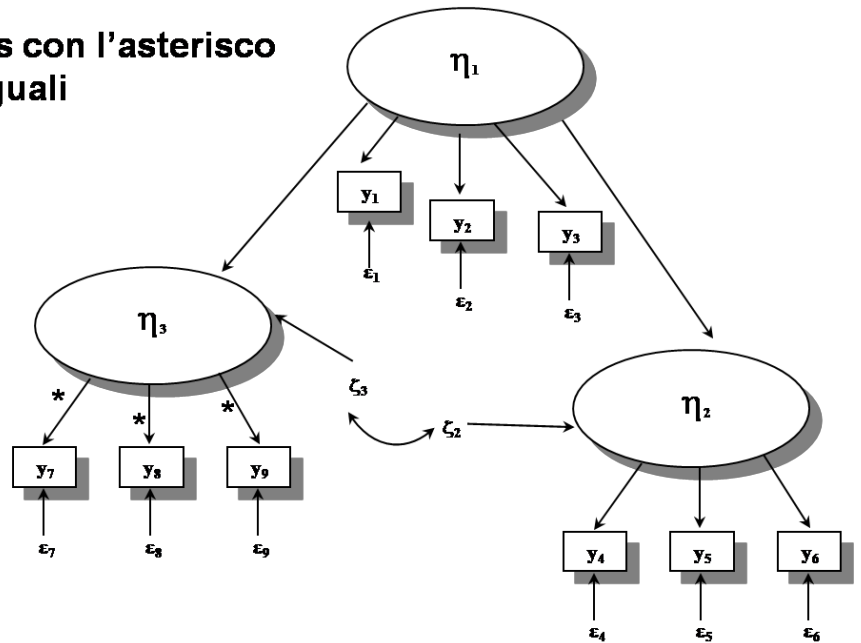 s con l'asterisco
guali
η₁
y₁
y₂
y₃
ε₁
ε₂
ε₃
η₃
ζ₃
η₂
ζ₂
*
*
*
y₇ y₈ y₉
ε₇ ε₈ ε₉
y₄ y₅ y₆
ε₄ ε₅ ε₆